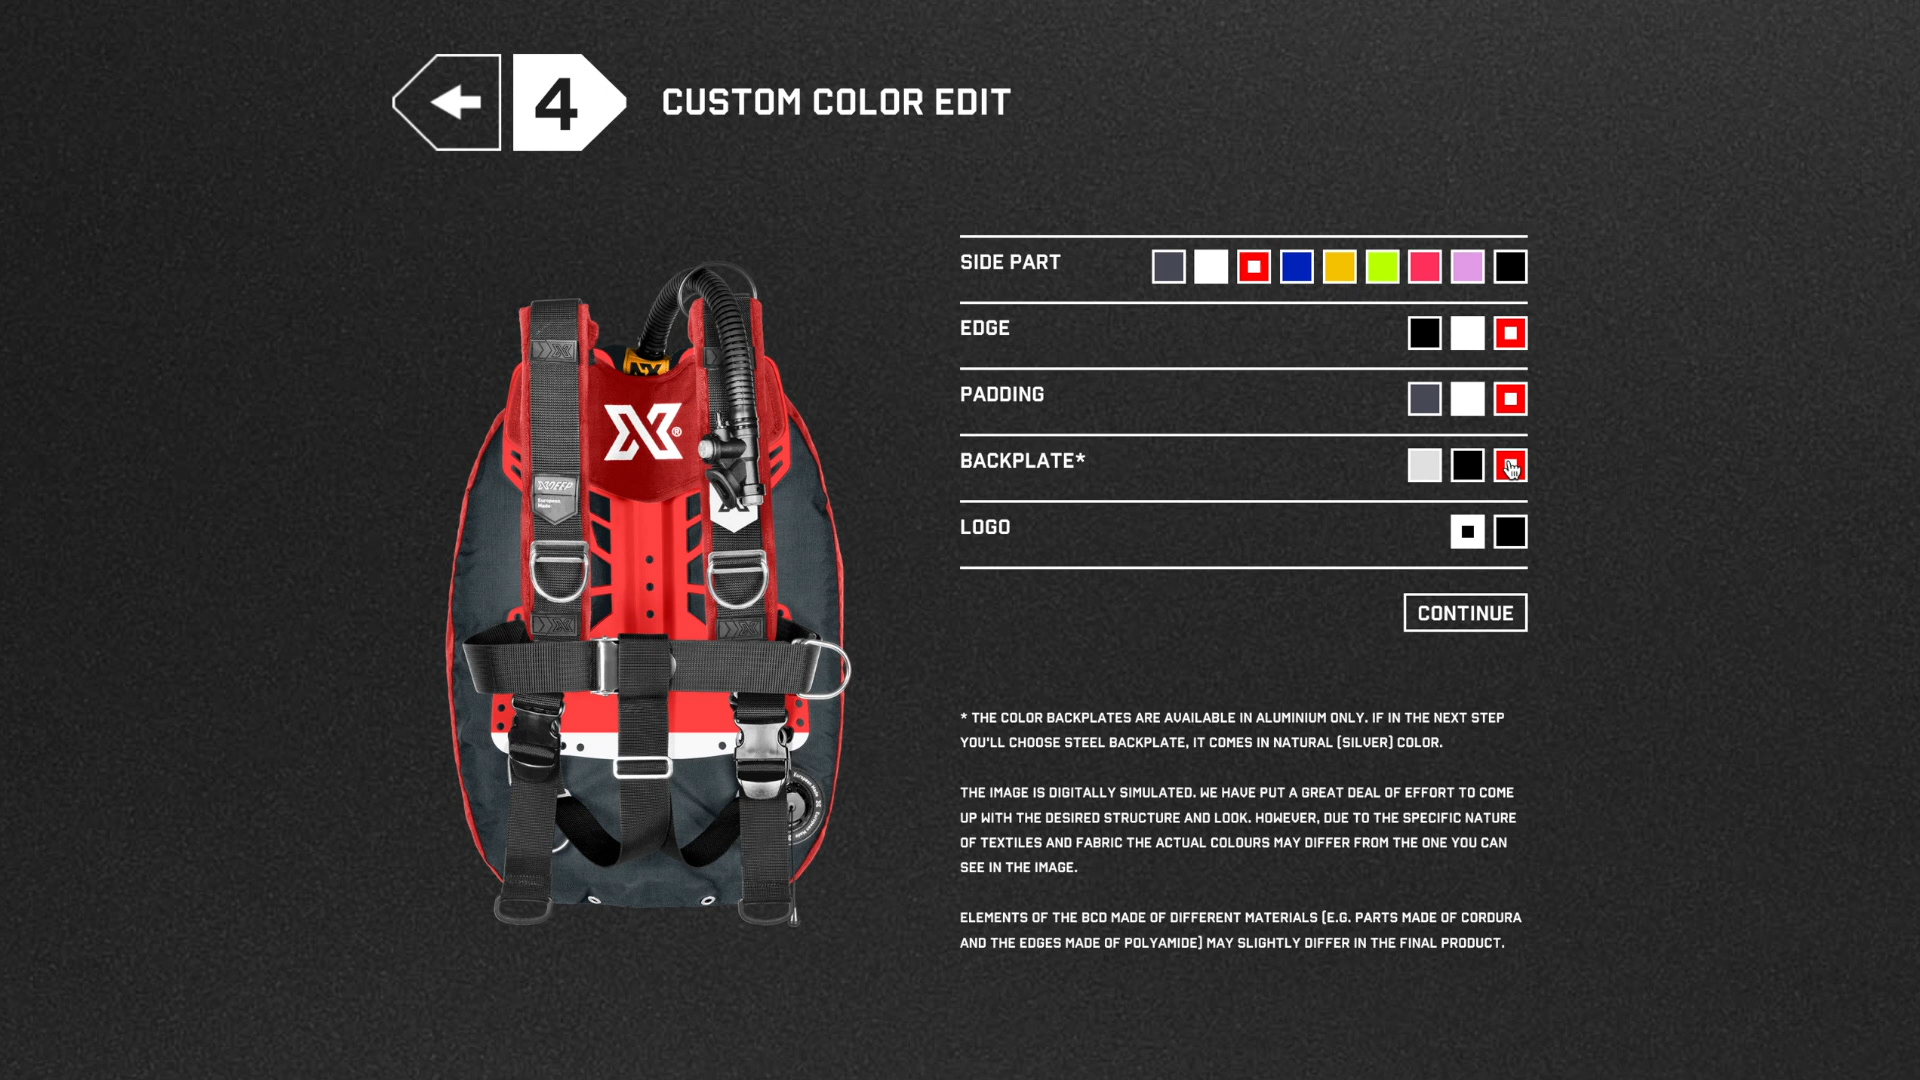 4
CUSTOM COLOR EDIT
SIDE PART
EDGE
PADDING
BACKPLATE*
LOGO
CONTINUE
* THE COLOR BACKPLATES ARE AVAILABLE IN ALUMINIUM ONLY. IF IN THE NEXT STEP
YOU'LL CHOOSE STEEL BACKPLATE, IT COMES IN NATURAL (SILVER) COLOR.
THE IMAGE IS DIGITALLY SIMULATED. WE HAVE PUT A GREAT DEAL OF EFFORT TO COME
UP WITH THE DESIRED STRUCTURE AND LOOK. HOWEVER, DUE TO THE SPECIFIC NATURE
OF TEXTILES AND FABRIC THE ACTUAL COLOURS MAY DIFFER FROM THE ONE YOU CAN
SEE IN THE IMAGE.
ELEMENTS OF THE BCD MADE OF DIFFERENT MATERIALS (E.G. PARTS MADE OF CORDURA
AND THE EDGES MADE OF POLYAMIDE) MAY SLIGHTLY DIFFER IN THE FINAL PRODUCT.
X®
XDEEP
European
Made